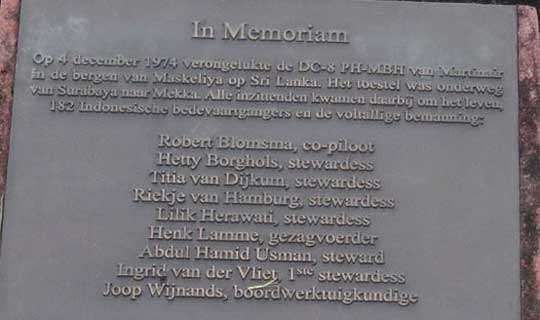 In Memoriam
Op 4 december 1974 verongelukte de DC-8 PH-MBH van Martinair
in de bergen van Maskeliya op Sri Lanka. Het toestel was onderweg
van Surabaya naar Mekka. Alle inzittenden kwamen daarbij om het leven,
182 Indonesische bedevaartgangers en de voltallige bemanning:
Robert Blomsma, co-piloot
Hetty Borghols, stewardess
Titia van Dijkum, stewardess
Riekje van Hamburg, stewardess
Lilik Herawati, stewardess
Henk Lamme, gezagvoerder
Abdul Hamid Usman, steward
Ingrid van der Vliet, 1ste stewardess
Joop Wijnands, boordwerktuigkundige